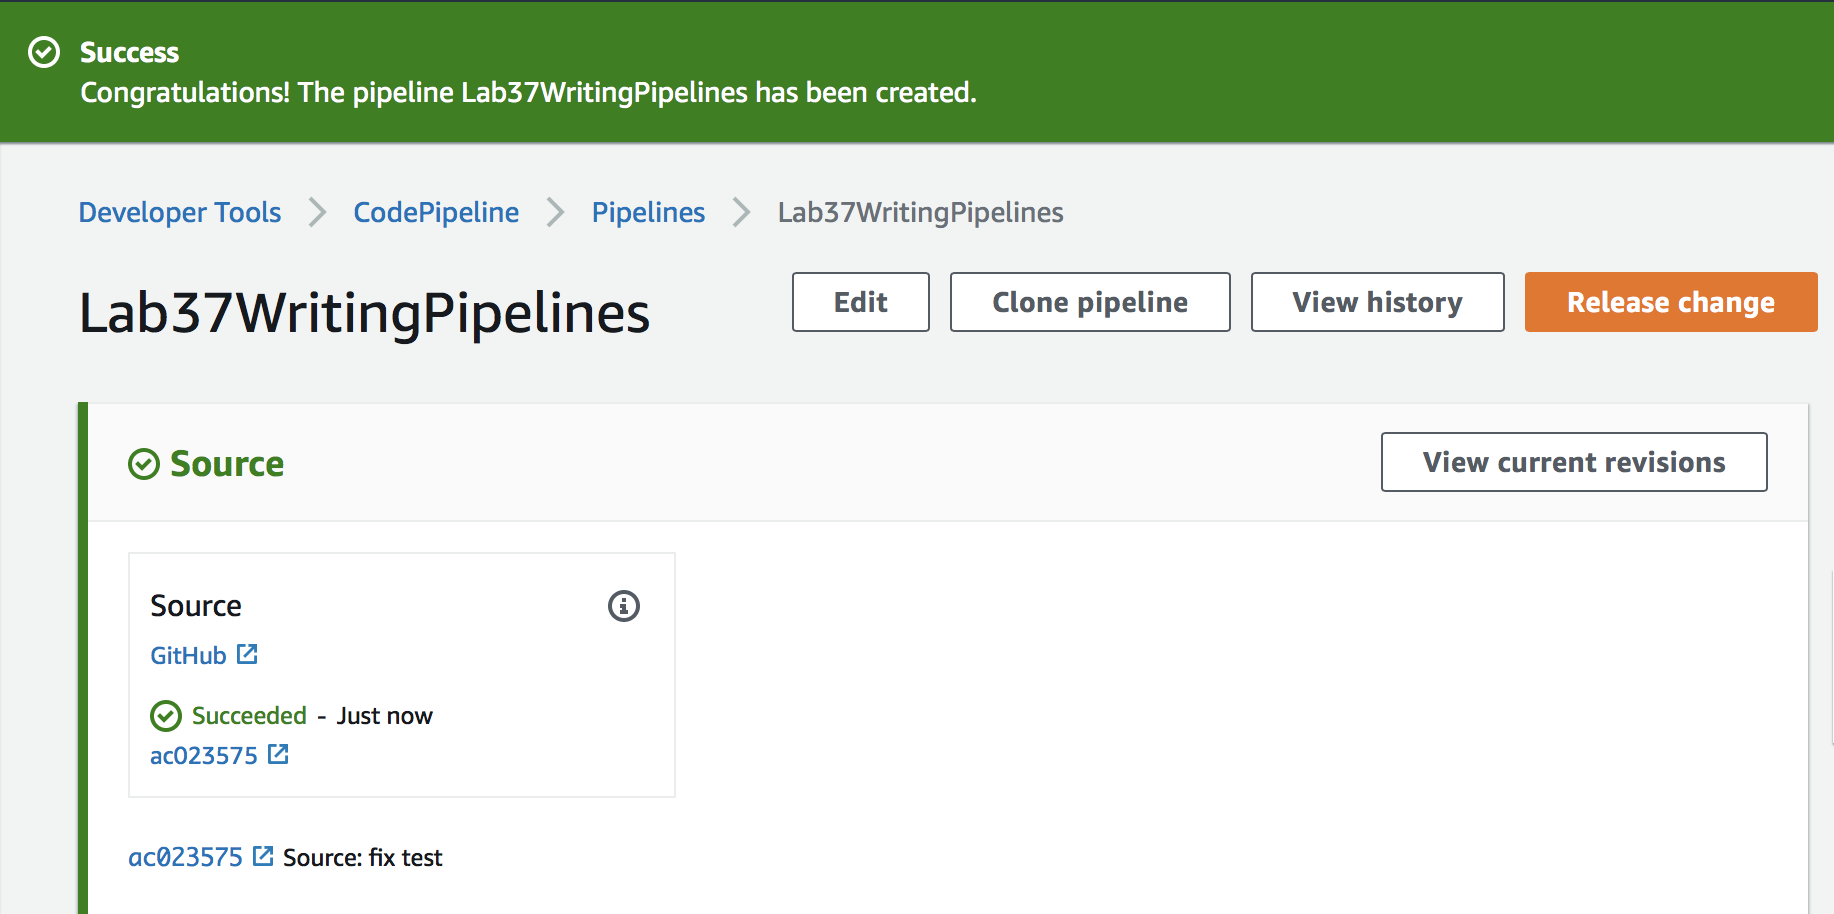 Success
Congratulations! The pipeline Lab37WritingPipelines has been created.
Developer Tools CodePipeline Pipelines Lab37WritingPipelines
Lab37WritingPipelines
Edit Clone pipeline View history Release change
Source
View current revisions
Source
GitHub
Succeeded - Just now
ac023575
ac023575 Source: fix test